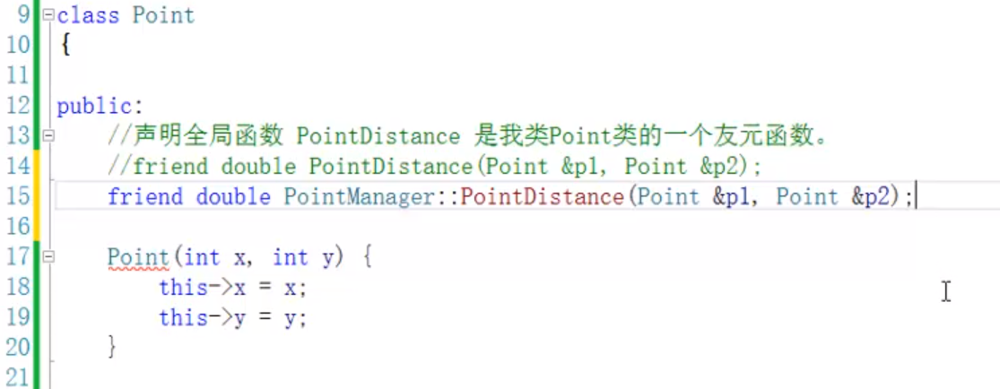 9 class Point
10 {
11
12 public:
13 //声明全局函数 PointDistance 是我类Point类的一个友元函数。
14 //friend double PointDistance(Point &p1, Point &p2);
15 friend double PointManager::PointDistance(Point &p1, Point &p2);
16
17 Point(int x, int y) {
18 this->x = x;
19 this->y = y;
20 }
21